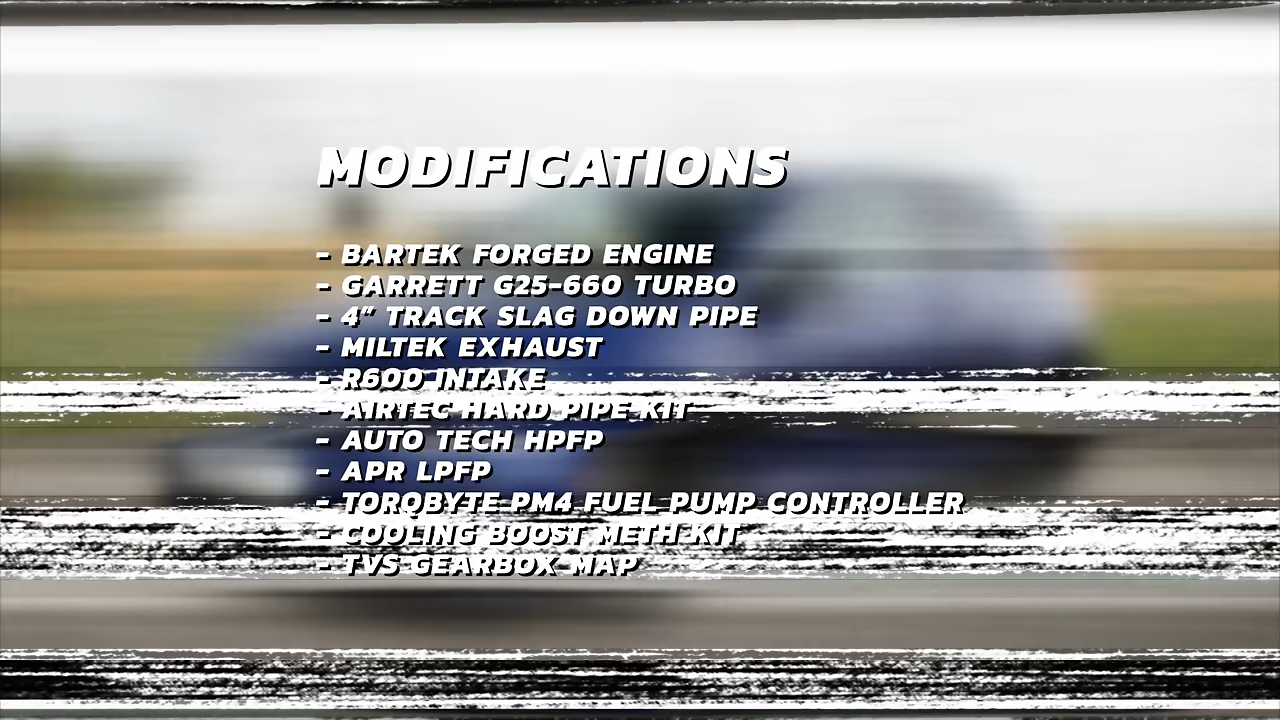 MODIFICATIONS
- BARTEK FORGED ENGINE
- GARRETT G25-660 TURBO
- 4" TRACK SLAG DOWN PIPE
- MILTEK EXHAUST
- R600 INTAKE
- AIRTEC HARD PIPE KIT
- AUTO TECH HPFP
- APR LPFP
- TORQBYTE PM4 FUEL PUMP CONTROLLER
- COOLING BOOST METH KIT
- TVS GEARBOX MAP